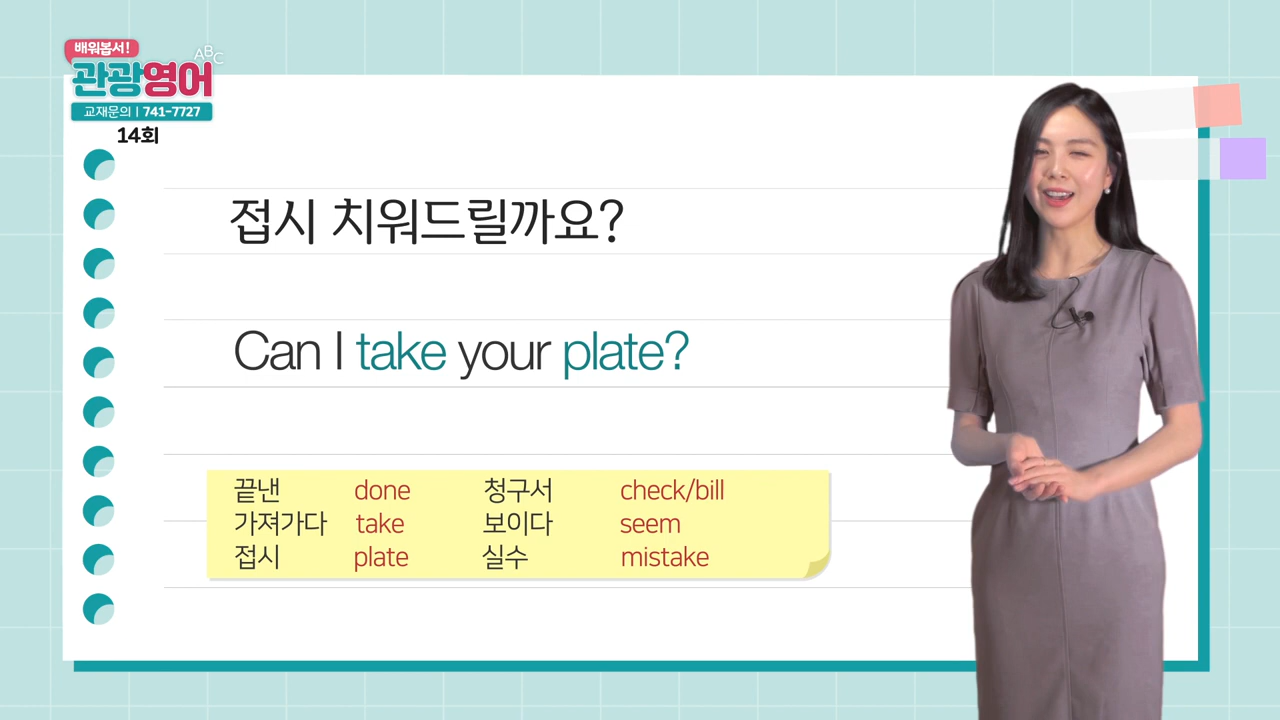 배워봅서!
ABC
관광영어
교재문의 | 741-7727
14회
접시 치워드릴까요?
Can I take your plate?
끝낸 done 청구서 check/bill
가져가다 take 보이다 seem
접시 plate 실수 mistake